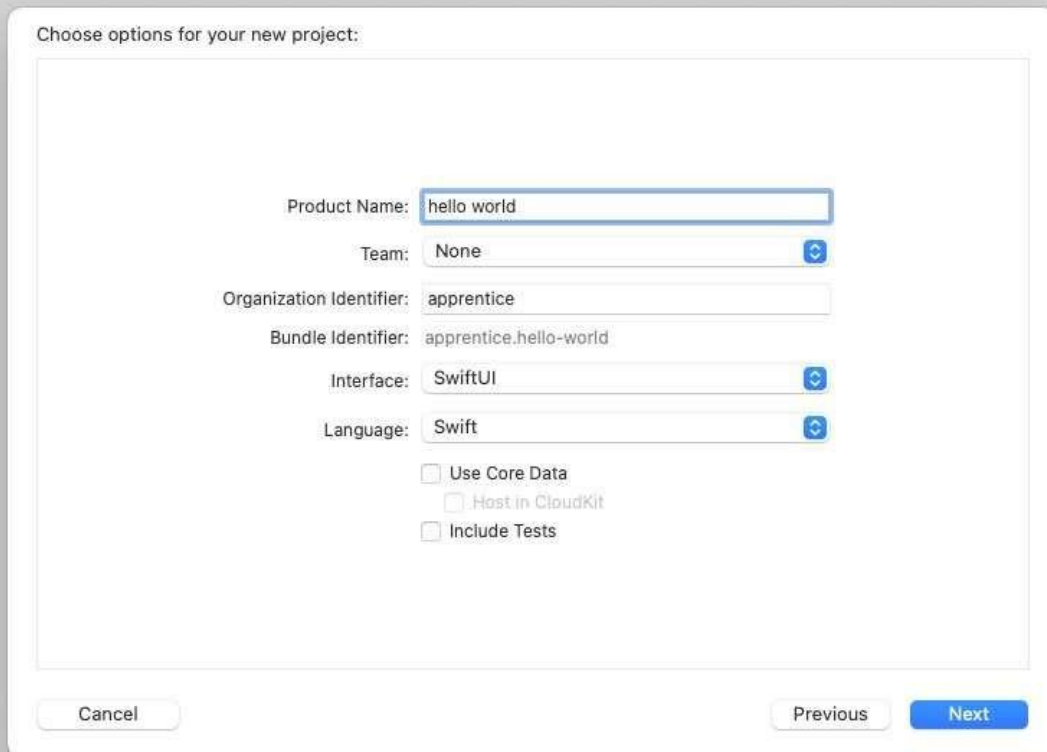 Choose options for your new project:
Product Name: hello world
Team: None
Organization Identifier: apprentice
Bundle Identifier: apprentice.hello-world
Interface: SwiftUI
Language: Swift
Use Core Data
Host in CloudKit
Include Tests
Cancel Previous Next